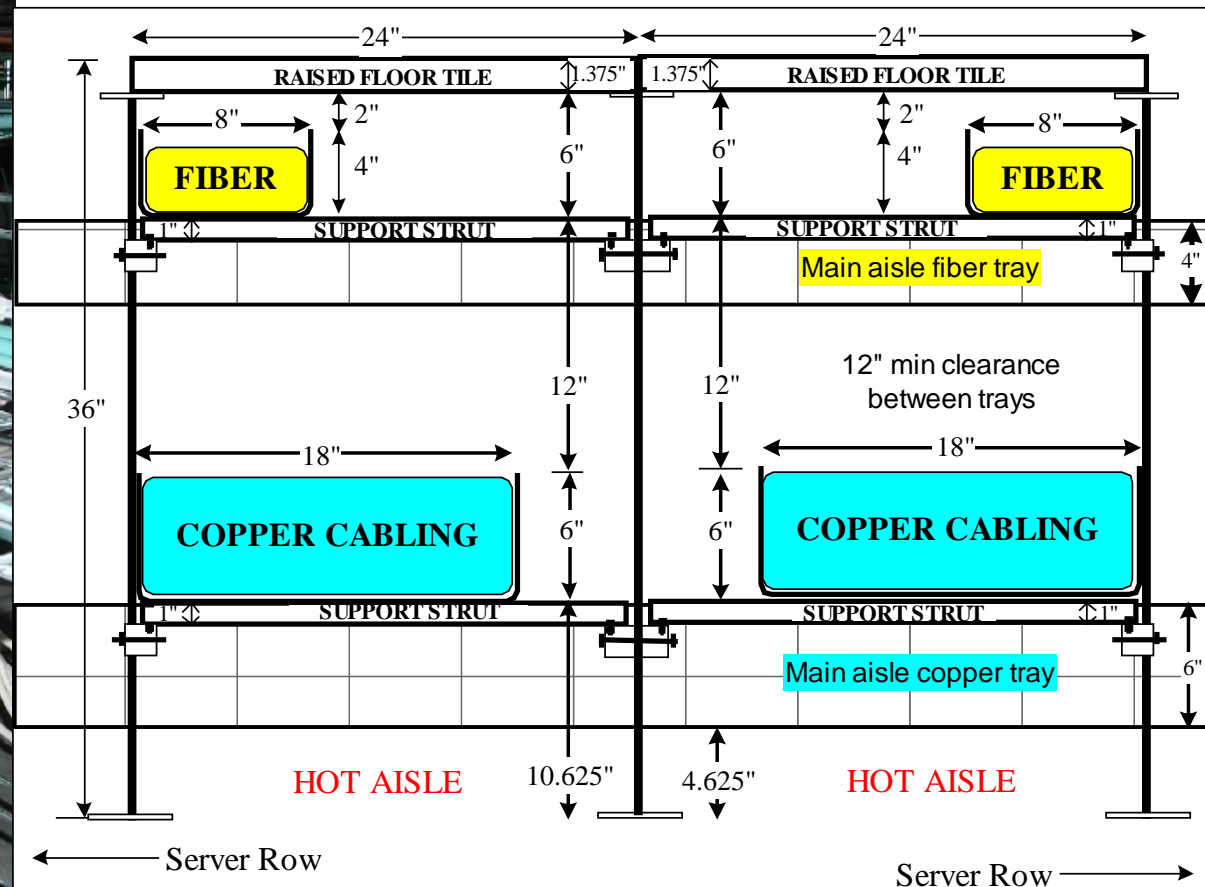 24" 24"
RAISED FLOOR TILE 1.375" 1.375" RAISED FLOOR TILE
2" 2"
8" 8"
6" 6"
4" 4"
FIBER FIBER
1" SUPPORT STRUT SUPPORT STRUT 1"
Main aisle fiber tray 4"
12" min clearance
between trays
12" 12"
36"
18" 18"
COPPER CABLING COPPER CABLING
6" 6"
1" SUPPORT STRUT SUPPORT STRUT 1"
Main aisle copper tray 6"
HOT AISLE 10.625" 4.625" HOT AISLE
Server Row
Server Row